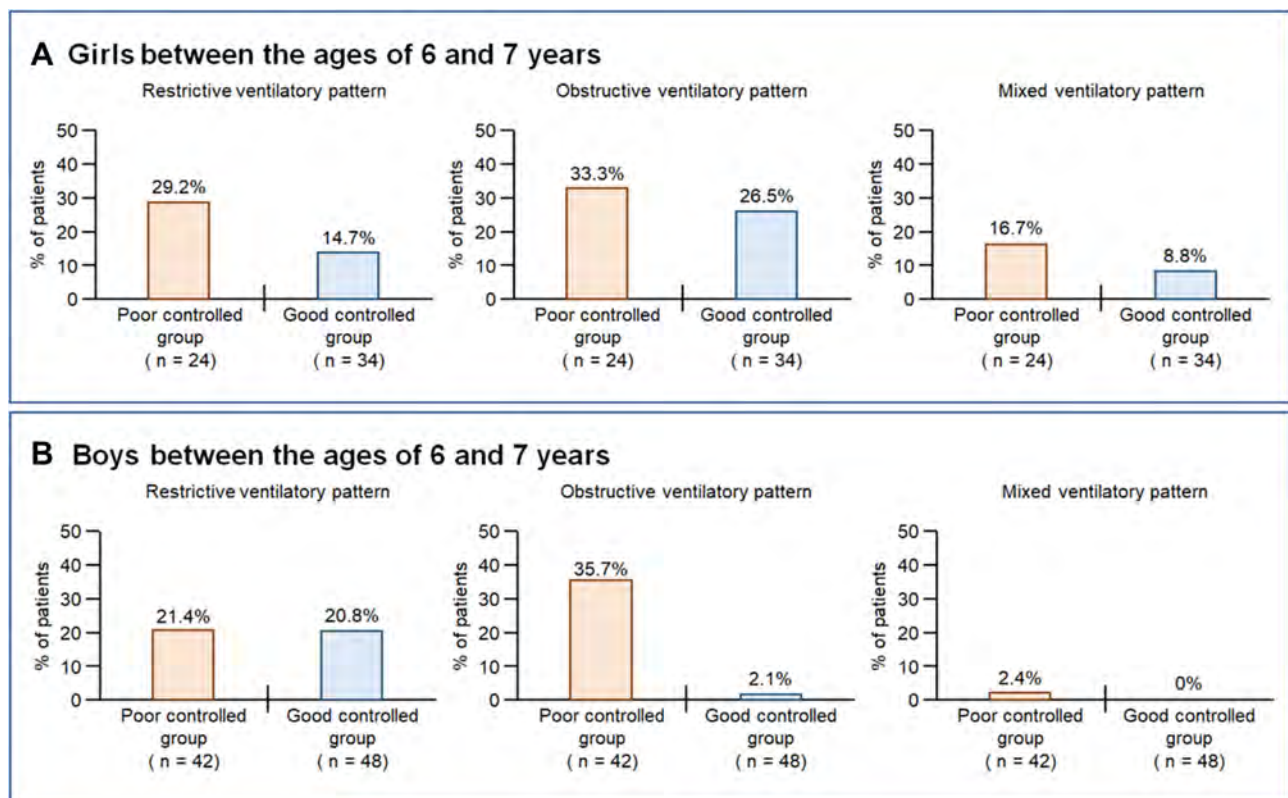 A Girls between the ages of 6 and 7 years
Restrictive ventilatory pattern
% of patients
50
40
30
20
10
0
29.2%
14.7%
Poor controlled
group
( n = 24)
Good controlled
group
( n = 34)
Obstructive ventilatory pattern
% of patients
50
40
30
20
10
0
33.3%
26.5%
Poor controlled
group
( n = 24)
Good controlled
group
( n = 34)
Mixed ventilatory pattern
% of patients
50
40
30
20
10
0
16.7%
8.8%
Poor controlled
group
( n = 24)
Good controlled
group
( n = 34)
B Boys between the ages of 6 and 7 years
Restrictive ventilatory pattern
% of patients
50
40
30
20
10
0
21.4%
20.8%
Poor controlled
group
( n = 42)
Good controlled
group
( n = 48)
Obstructive ventilatory pattern
% of patients
50
40
30
20
10
0
35.7%
2.1%
Poor controlled
group
( n = 42)
Good controlled
group
( n = 48)
Mixed ventilatory pattern
% of patients
50
40
30
20
10
0
2.4%
0%
Poor controlled
group
( n = 42)
Good controlled
group
( n = 48)